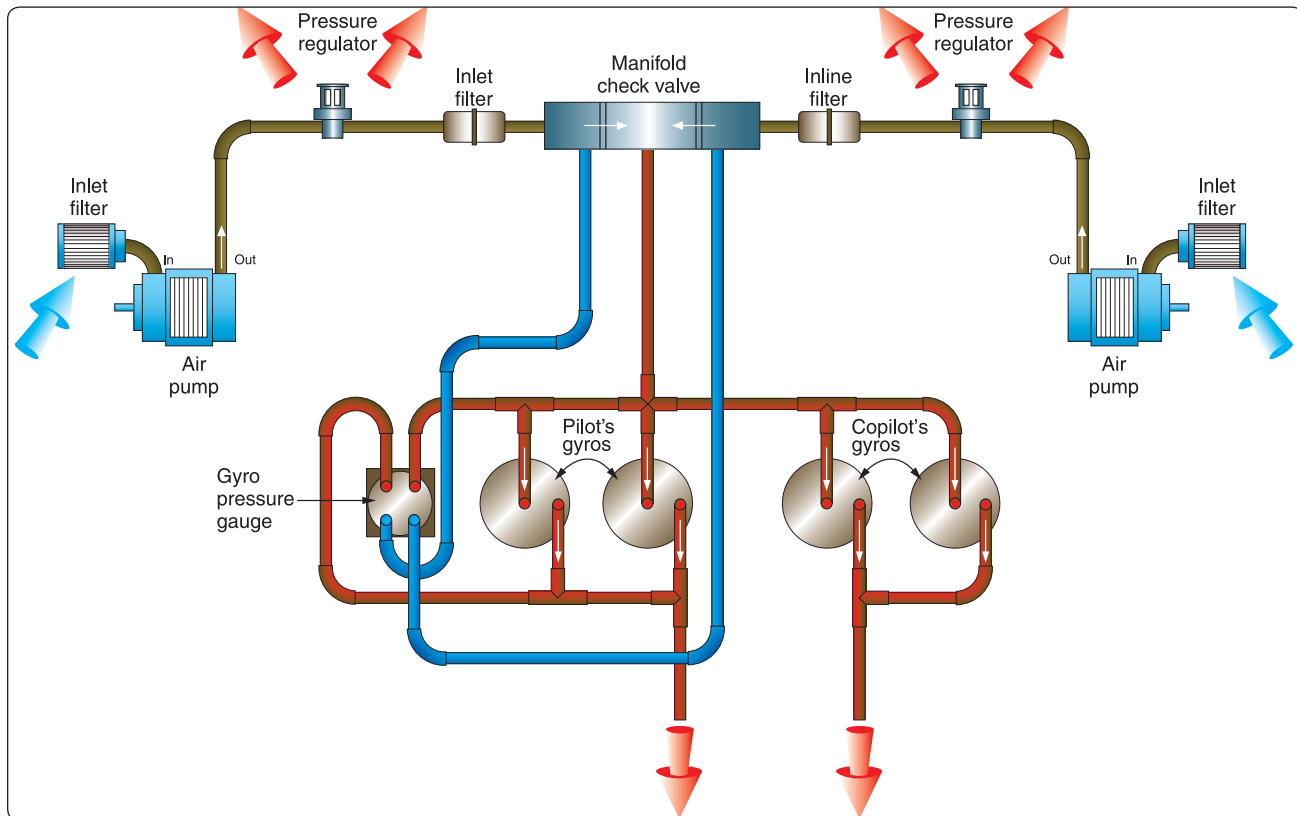 Pressure
regulator
Inlet
filter
Manifold
check valve
Inline
filter
Pressure
regulator
Inlet
filter
In
Out
Air
pump
Out
In
Inlet
filter
Air
pump
Pilot's
gyros
Copilot's
gyros
Gyro
pressure
gauge